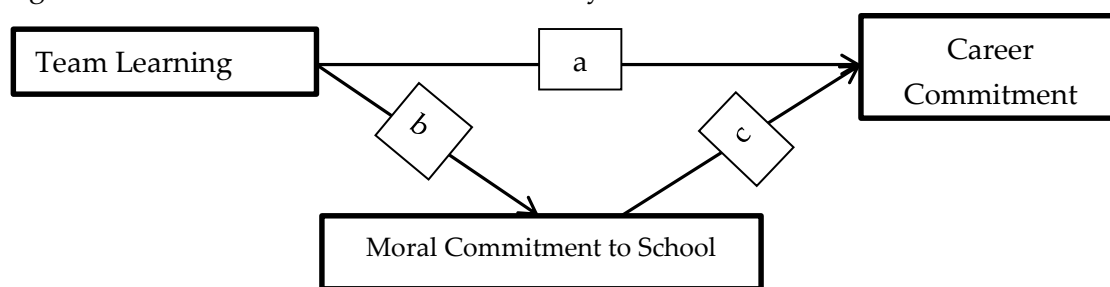 Team Learning
a
Career
Commitment
b
c
Moral Commitment to School